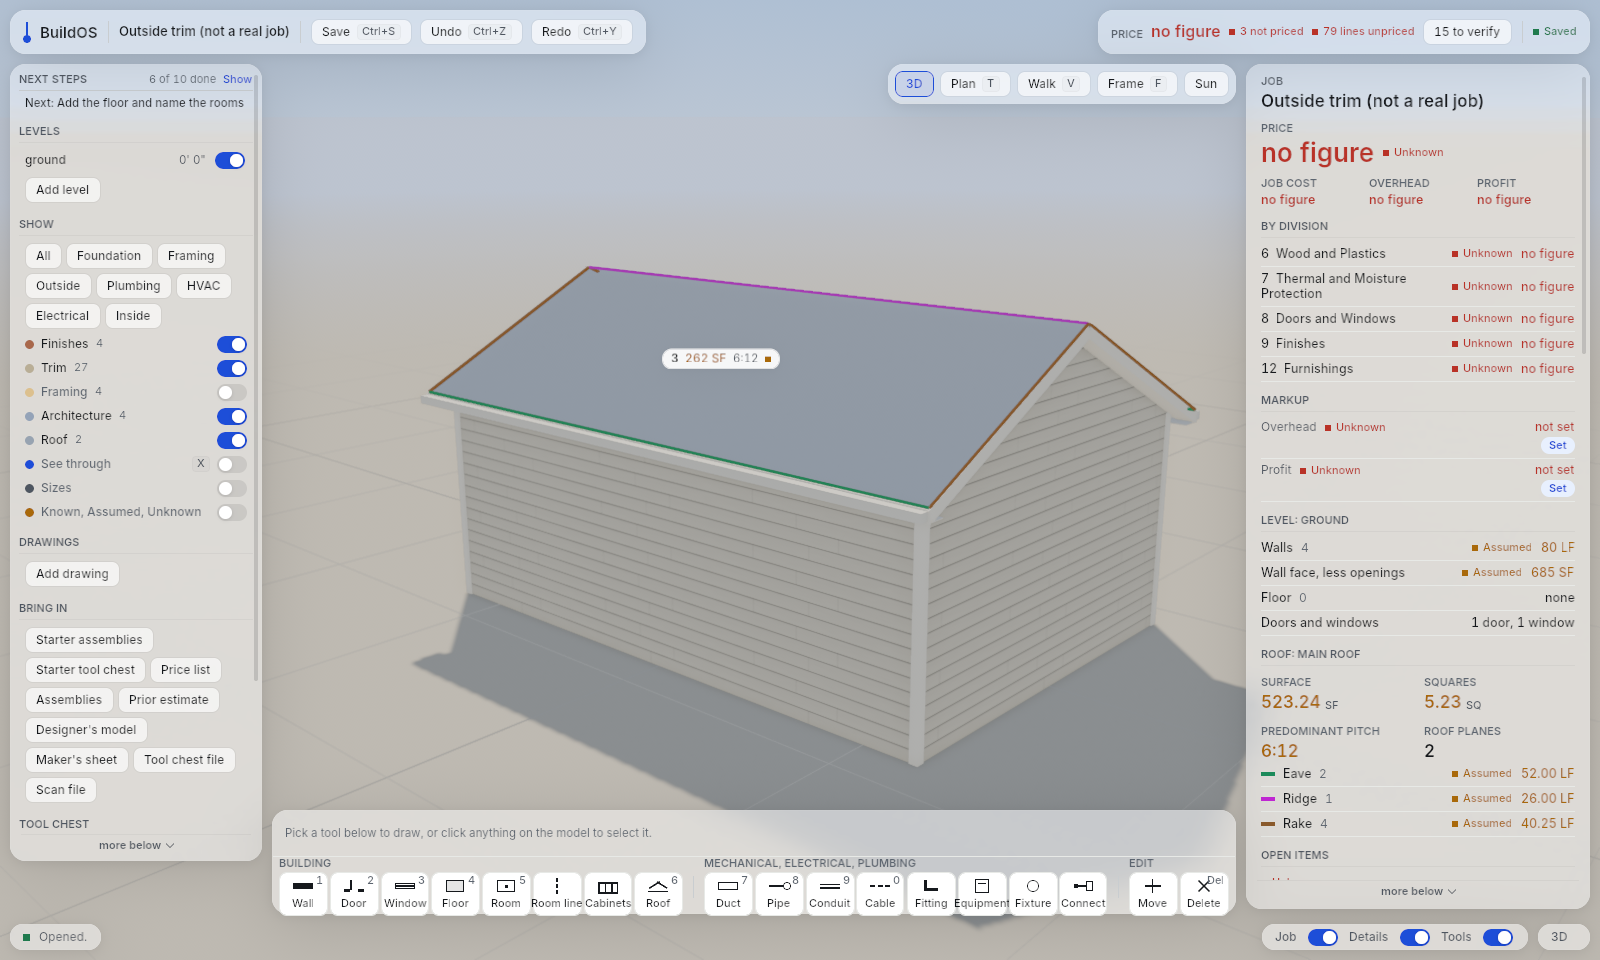 BuildOS Outside trim (not a real job) Save Ctrl+S Undo Ctrl+Z Redo Ctrl+Y
PRICE no figure 3 not priced 79 lines unpriced 15 to verify Saved
NEXT STEPS 6 of 10 done Show
Next: Add the floor and name the rooms
LEVELS
ground 0' 0"
Add level
SHOW
All Foundation Framing
Outside Plumbing HVAC
Electrical Inside
Finishes 4
Trim 27
Framing 4
Architecture 4
Roof 2
See through X
Sizes
Known, Assumed, Unknown
DRAWINGS
Add drawing
BRING IN
Starter assemblies
Starter tool chest Price list
Assemblies Prior estimate
Designer's model
Maker's sheet Tool chest file
Scan file
TOOL CHEST
more below
Opened.
3D Plan T Walk V Frame F Sun
3 262 SF 6:12
Pick a tool below to draw, or click anything on the model to select it.
BUILDING MECHANICAL, ELECTRICAL, PLUMBING EDIT
1 2 3 4 5 6 7 8 9 0 Del
Wall Door Window Floor Room Room line Cabinets Roof Duct Pipe Conduit Cable Fitting Equipment Fixture Connect Move Delete
JOB
Outside trim (not a real job)
PRICE
no figure Unknown
JOB COST OVERHEAD PROFIT
no figure no figure no figure
BY DIVISION
6 Wood and Plastics Unknown no figure
7 Thermal and Moisture
Protection Unknown no figure
8 Doors and Windows Unknown no figure
9 Finishes Unknown no figure
12 Furnishings Unknown no figure
MARKUP
Overhead Unknown not set
Set
Profit Unknown not set
Set
LEVEL: GROUND
Walls 4 Assumed 80 LF
Wall face, less openings Assumed 685 SF
Floor 0 none
Doors and windows 1 door, 1 window
ROOF: MAIN ROOF
SURFACE SQUARES
523.24 SF 5.23 SQ
PREDOMINANT PITCH ROOF PLANES
6:12 2
Eave 2 Assumed 52.00 LF
Ridge 1 Assumed 26.00 LF
Rake 4 Assumed 40.25 LF
OPEN ITEMS
more below
Job Details Tools 3D